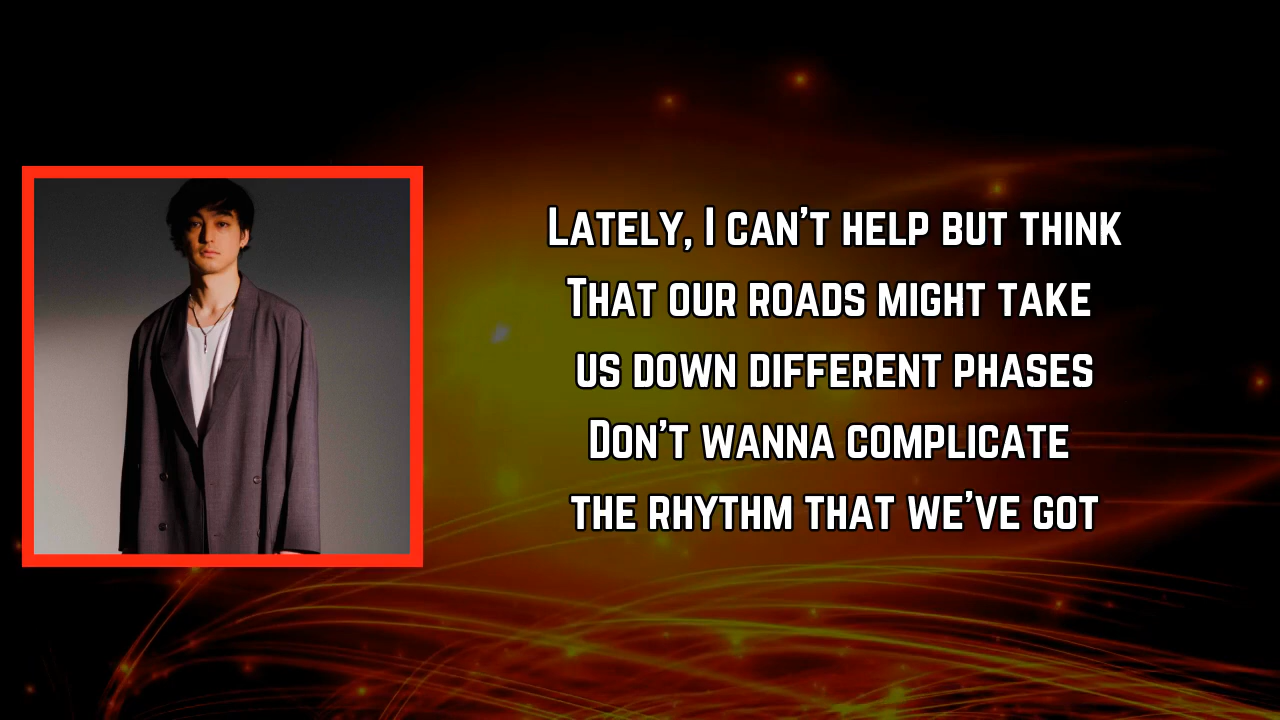 Lately, I can't help but think
That our roads might take
us down different phases
Don't wanna complicate
the rhythm that we've got